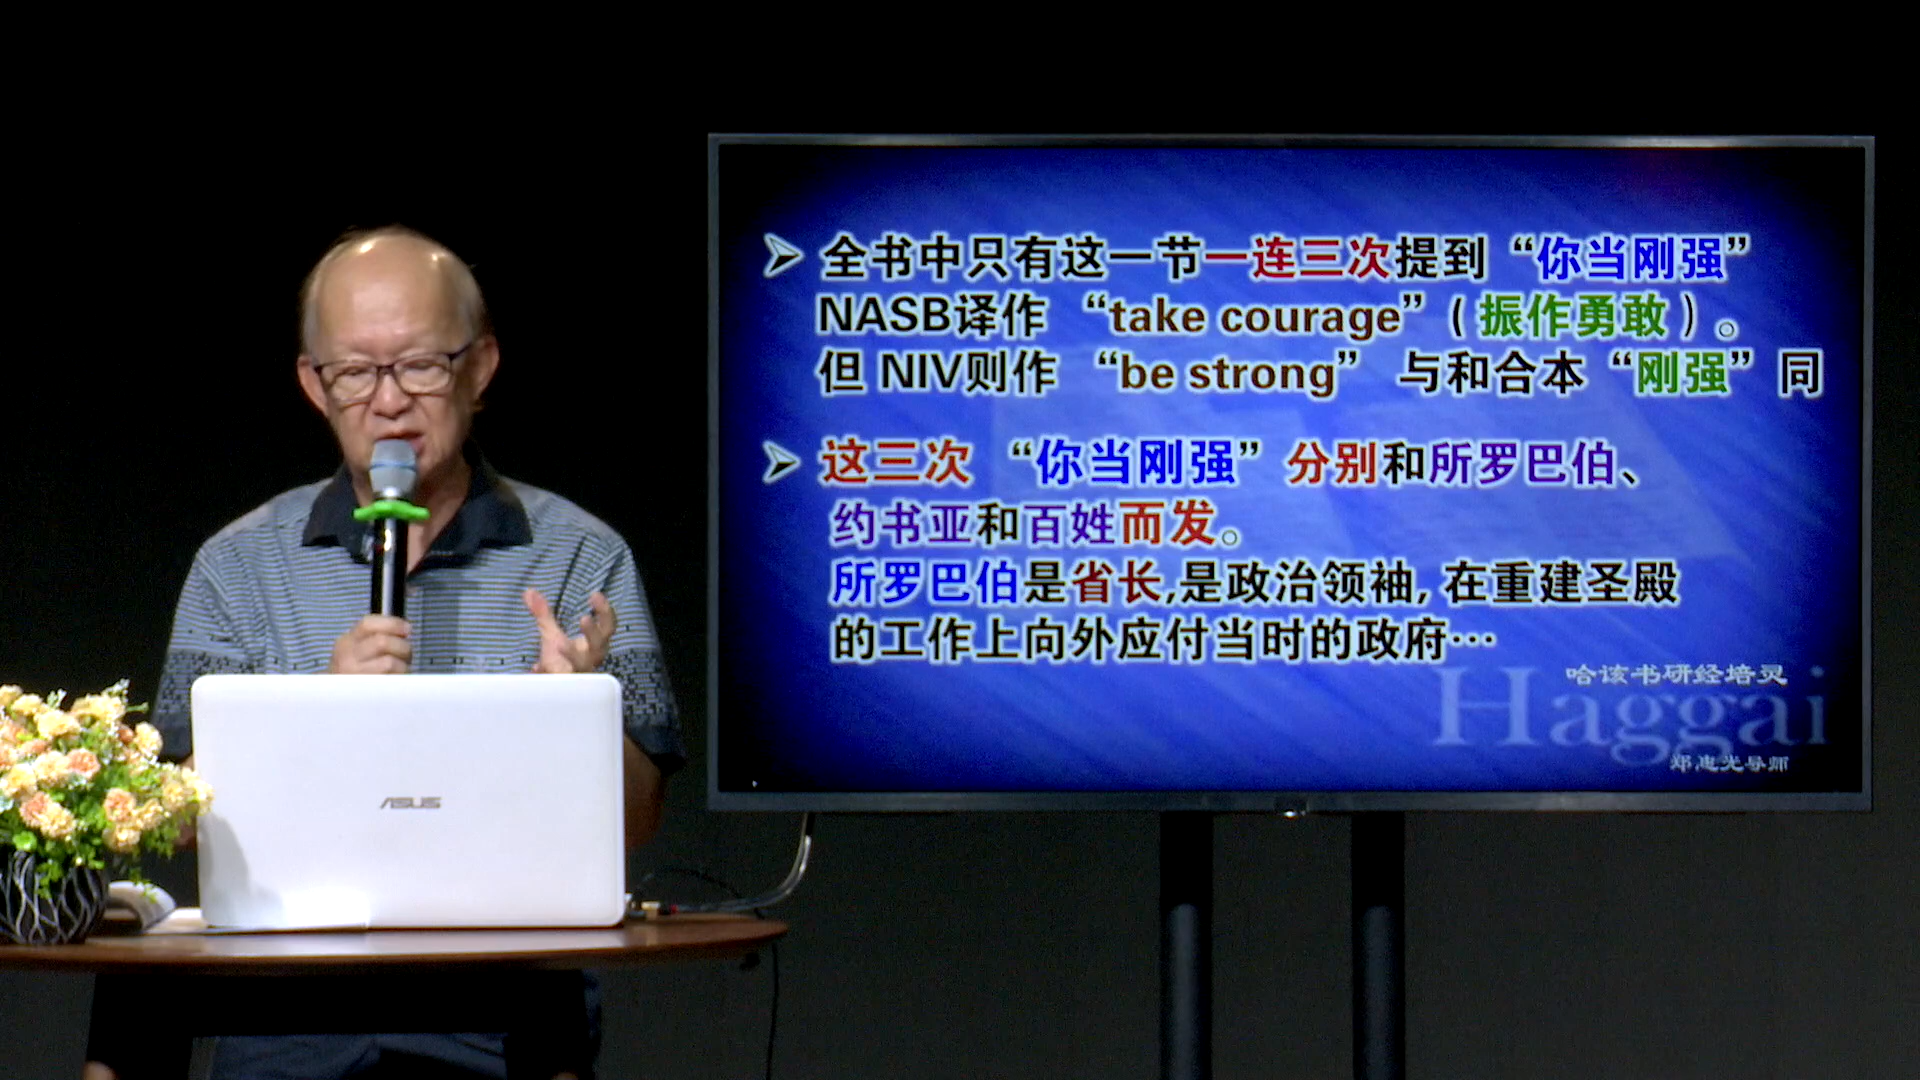 全书中只有这一节一连三次提到“你当刚强”
NASB译作 “take courage”(振作勇敢)。
但 NIV则作 “be strong” 与和合本“刚强”同
这三次 “你当刚强”分别和所罗巴伯、
约书亚和百姓而发。
所罗巴伯是省长,是政治领袖, 在重建圣殿
的工作上向外应付当时的政府…
哈该书研经培灵
Haggai
郑惠光导师
ASUS